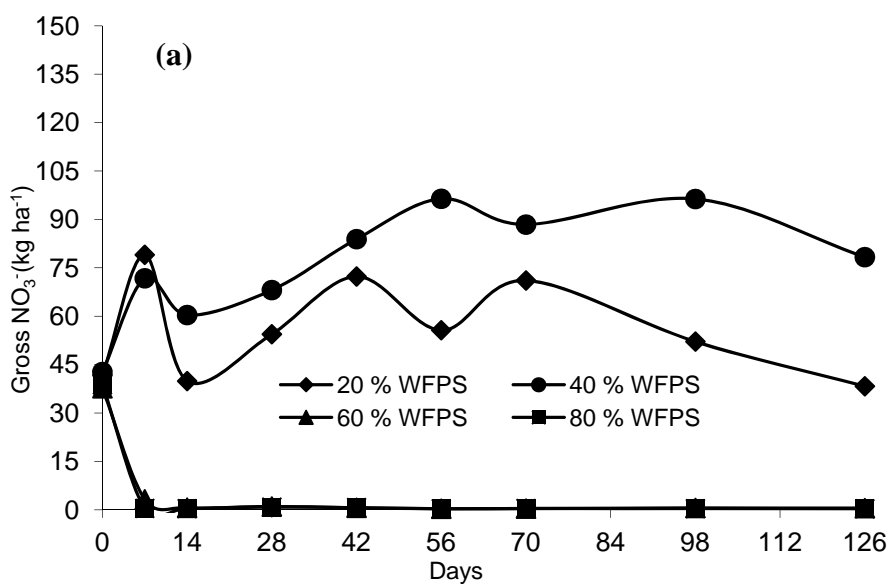 (a)
150
135
120
105
90
75
60
45
30
15
0
Gross NO₃⁻(kg ha⁻¹)
20 % WFPS 40 % WFPS
60 % WFPS 80 % WFPS
0 14 28 42 56 70 84 98 112 126
Days